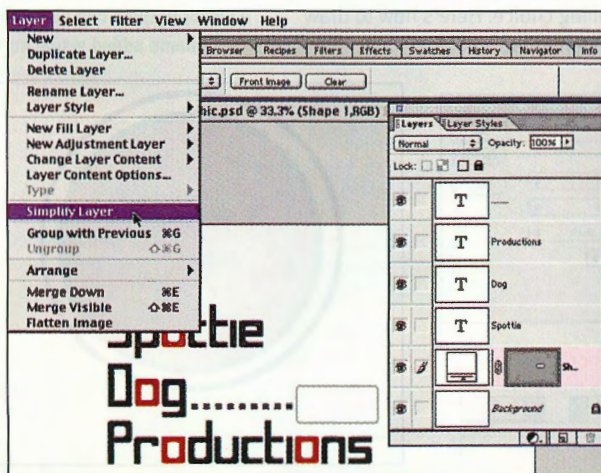 Layer Select Filter View Window Help
New
Duplicate Layer...
Delete Layer
Rename Layer...
Layer Style
New Fill Layer
New Adjustment Layer
Change Layer Content
Layer Content Options...
Type
Simplify Layer
Group with Previous ⌘G
Ungroup ⇧⌘G
Arrange
Merge Down ⌘E
Merge Visible ⇧⌘E
Flatten Image
Browser Recipes Filters Effects Swatches History Navigator Info
Front Image Clear
hic.psd @ 33.3% (Shape 1,RGB)
Layers Layer Styles
Normal Opacity: 100%
Lock:
T
T Productions
T Dog
T Spottie
Sh...
Background
Spottie
Dog.........
Productions